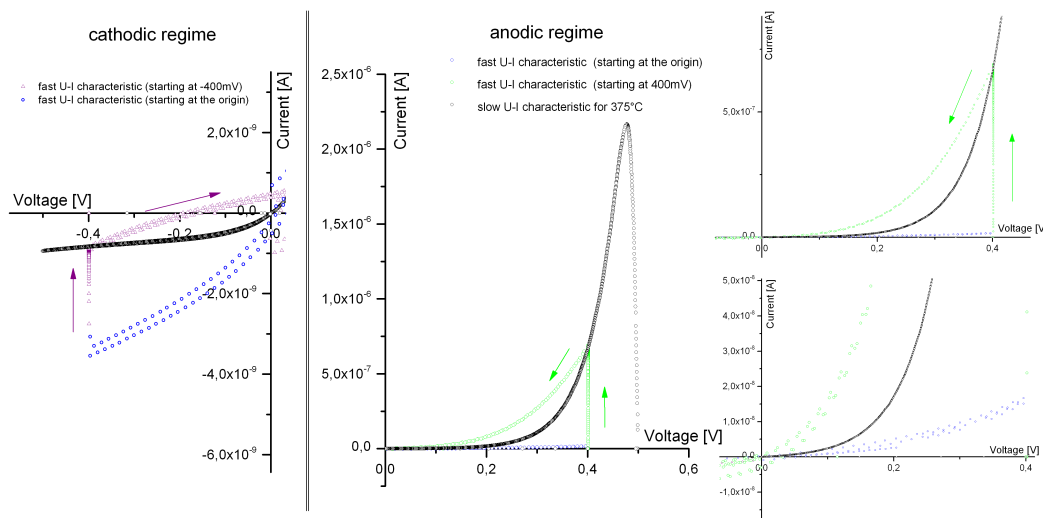 cathodic regime
fast U-I characteristic (starting at -400mV)
fast U-I characteristic (starting at the origin)
Current [A]
2,0x10-9
Voltage [V]
0,0
-0,4
-0,2
0,0
-2,0x10-9
-4,0x10-9
-6,0x10-9
anodic regime
fast U-I characteristic (starting at the origin)
fast U-I characteristic (starting at 400mV)
slow U-I characteristic for 375°C
2,5x10-6
Current [A]
2,0x10-6
1,5x10-6
1,0x10-6
5,0x10-7
0,0
Voltage [V]
0,0
0,2
0,4
0,6
Current [A]
5,0x10-7
0,0
Voltage [V]
0,0
0,2
0,4
Current [A]
5,0x10-8
4,0x10-8
3,0x10-8
2,0x10-8
1,0x10-8
0,0
Voltage [V]
0,0
0,2
0,4
-1,0x10-8